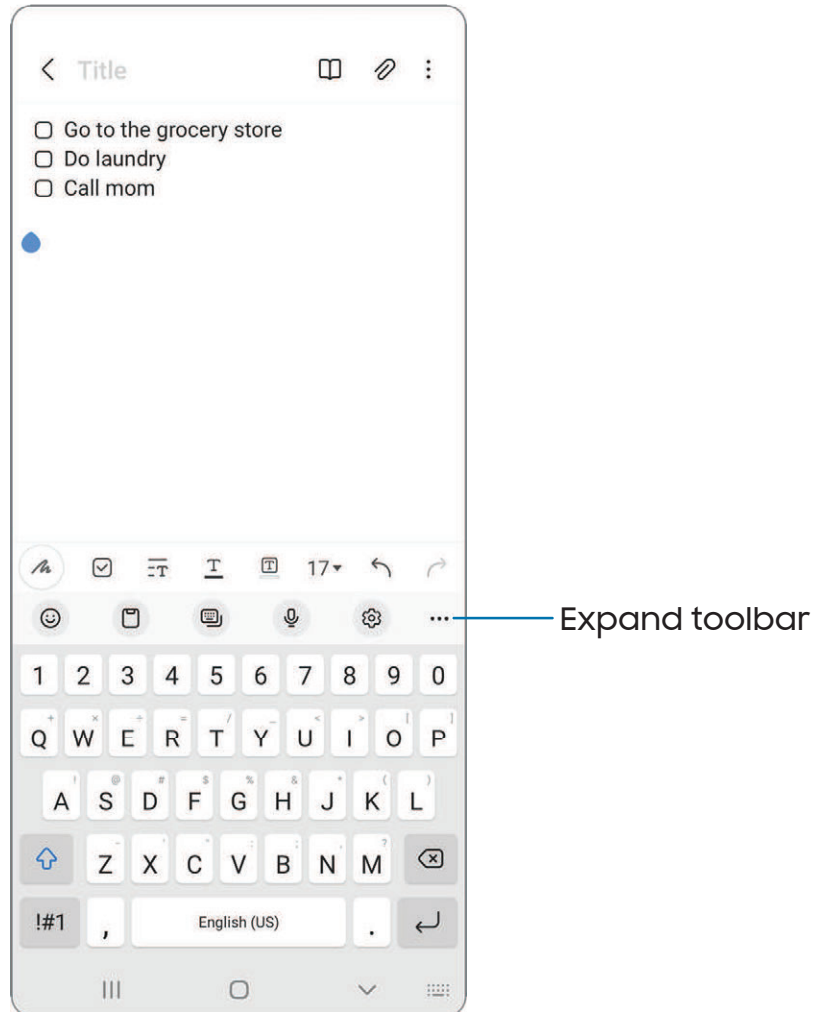 Title
Go to the grocery store
Do laundry
Call mom
T T T 17
Expand toolbar
1 2 3 4 5 6 7 8 9 0
+ × ÷ = / _ < > [ ]
Q W E R T Y U I O P
! @ # $ % & * ( )
A S D F G H J K L
- ' " : ; , ?
Z X C V B N M
!#1 , English (US) .